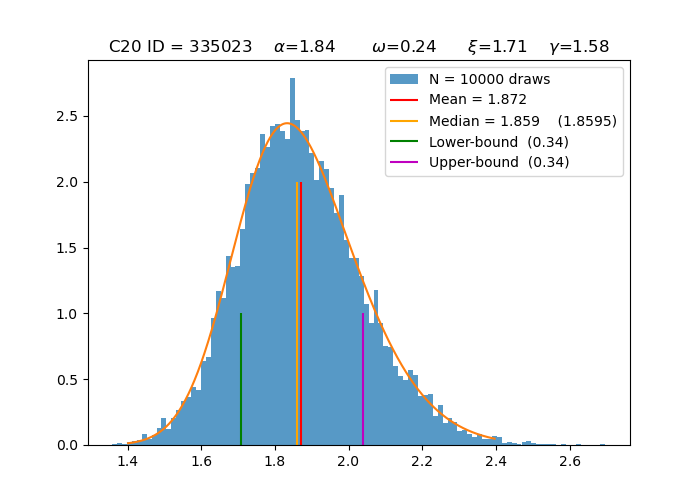 C20 ID = 335023 α=1.84 ω=0.24 ξ=1.71 γ=1.58
N = 10000 draws
Mean = 1.872
Median = 1.859 (1.8595)
Lower-bound (0.34)
Upper-bound (0.34)
2.5
2.0
1.5
1.0
0.5
0.0
1.4 1.6 1.8 2.0 2.2 2.4 2.6